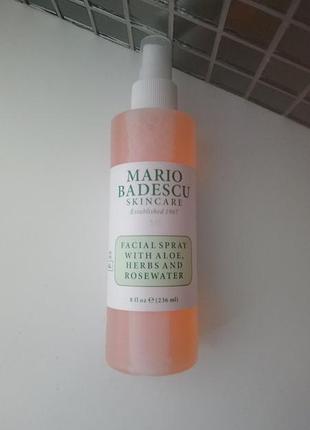 MARIO
BADESCU
SKINCARE
Established 1967
FACIAL SPRAY
WITH ALOE,
HERBS AND
ROSEWATER
8 fl oz ℮ (236 ml)